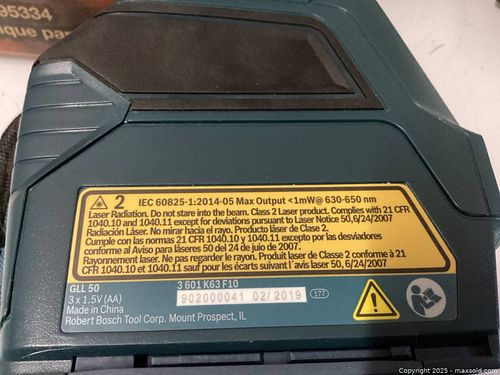 95334
ique par
2 IEC 60825-1:2014-05 Max Output <1mW@ 630-650 nm
Laser Radiation. Do not stare into the beam. Class 2 Laser product. Complies with 21 CFR
1040.10 and 1040.11 except for deviations pursuant to Laser Notice 50,6/24/2007
Radiación Láser. No mirar hacia el rayo. Producto láser de Clase 2.
Cumple con las normas 21 CFR 1040.10 y 1040.11 excepto por las desviaciones
conforme al Aviso para láseres 50 de 24 de juio de 2007.
Rayonnement laser. Ne pas regarder le rayon. Produit laser de Classe 2 conforme à 21
CFR 1040.10 et 1040.11 sauf pour les écarts suivant l'avis laser 50, 6/24/2007
GLL 50 3 601 K63 F10
3 x 1.5V (AA) 902000041 02/2019 177
Made in China
Robert Bosch Tool Corp. Mount Prospect, IL
Copyright 2025 - maxsold.com